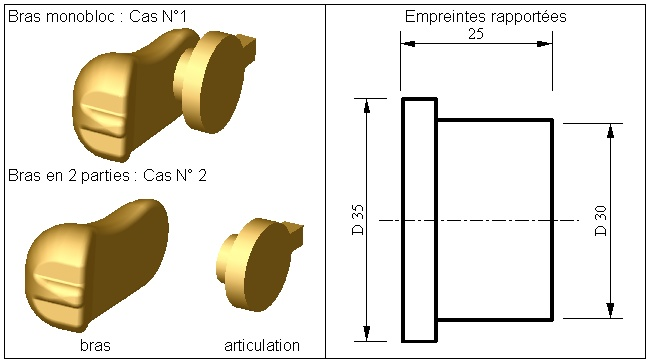 Bras monobloc : Cas N°1
Bras en 2 parties : Cas N° 2
bras
articulation
Empreintes rapportées
25
D 35
D 30